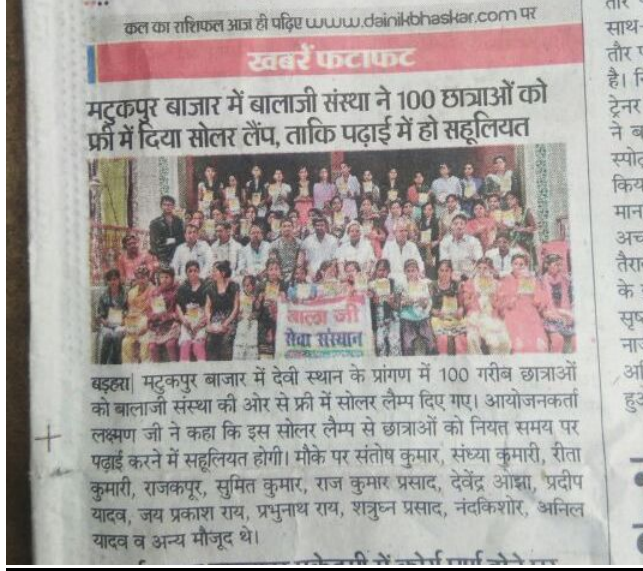 कल का राशिफल आज ही पढ़िए www.dainikbhaskar.com पर
खबरें फटाफट
मटुकपुर बाजार में बालाजी संस्था ने 100 छात्राओं को
फ्री में दिया सोलर लैंप, ताकि पढ़ाई में हो सहूलियत
बाला जी
सेवा संस्थान
बड़हरा| मटुकपुर बाजार में देवी स्थान के प्रांगण में 100 गरीब छात्राओं
को बालाजी संस्था की ओर से फ्री में सोलर लैम्प दिए गए। आयोजनकर्ता
लक्ष्मण जी ने कहा कि इस सोलर लैम्प से छात्राओं को नियत समय पर
पढ़ाई करने में सहूलियत होगी। मौके पर संतोष कुमार, संध्या कुमारी, रीता
कुमारी, राजकपूर, सुमित कुमार, राज कुमार प्रसाद, देवेंद्र ओझा, प्रदीप
यादव, जय प्रकाश राय, प्रभुनाथ राय, शत्रुघ्न प्रसाद, नंदकिशोर, अनिल
यादव व अन्य मौजूद थे।
साथ-
तौर
है।
ट्रेनर
ने
किय
मान
के